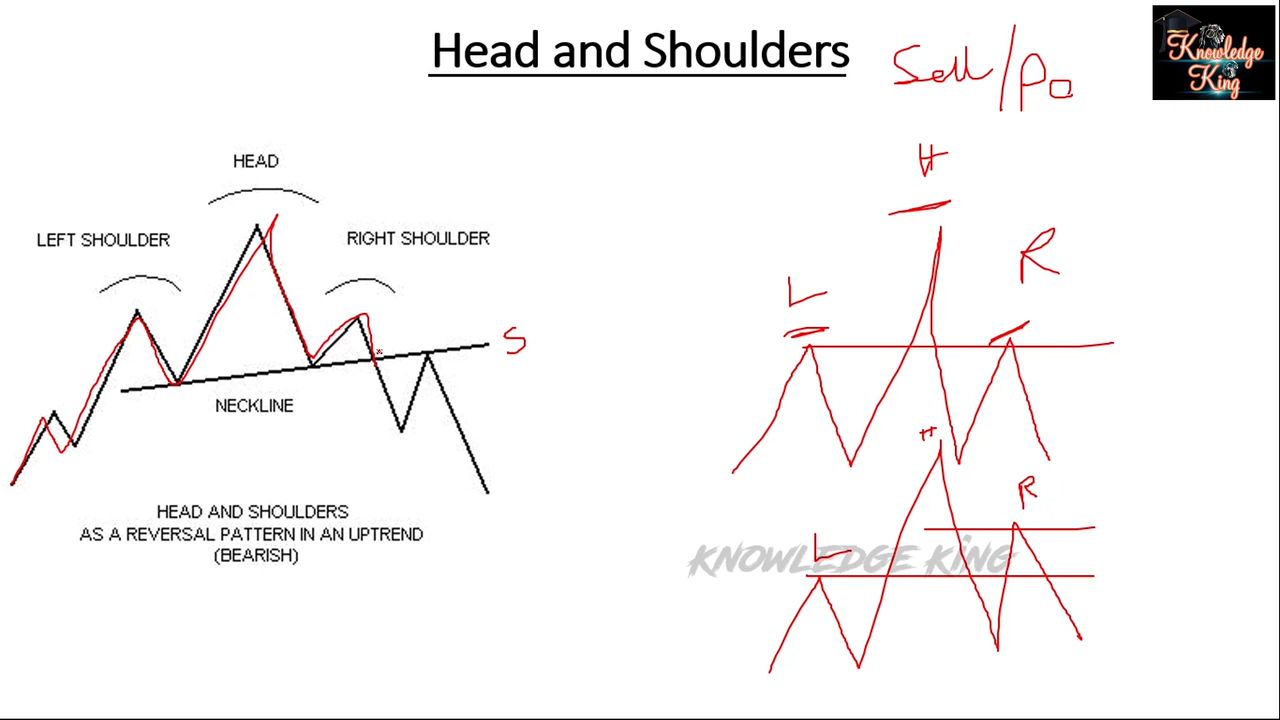 Head and Shoulders
Sell/PO
Knowledge
King
HEAD
LEFT SHOULDER
RIGHT SHOULDER
H
L
R
S
NECKLINE
H
R
L
HEAD AND SHOULDERS
AS A REVERSAL PATTERN IN AN UPTREND
(BEARISH)
KNOWLEDGE KING